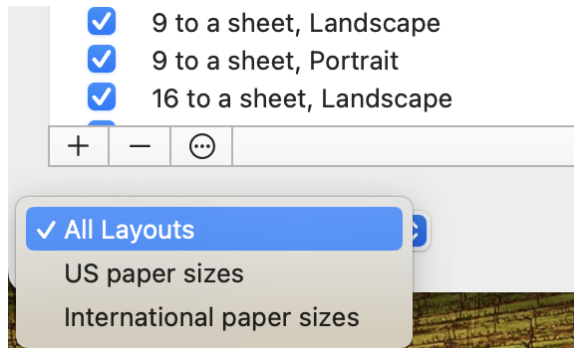 9 to a sheet, Landscape
9 to a sheet, Portrait
16 to a sheet, Landscape
All Layouts
US paper sizes
International paper sizes